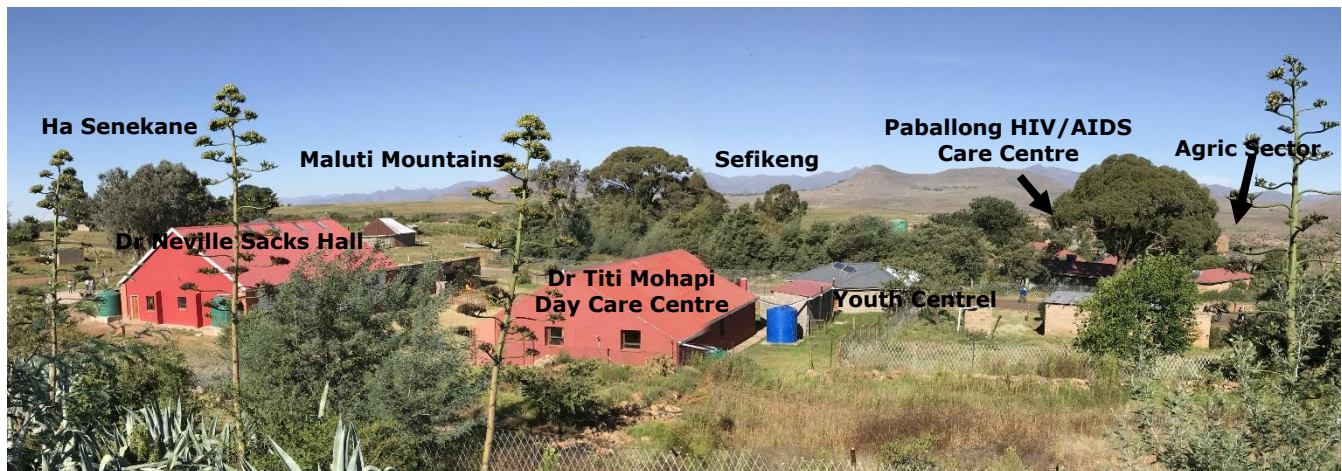 Ha Senekane
Maluti Mountains
Sefikeng
Paballong HIV/AIDS
Care Centre
Agric Sector
Dr Neville Sacks Hall
Dr Titi Mohapi
Day Care Centre
Youth Centrel